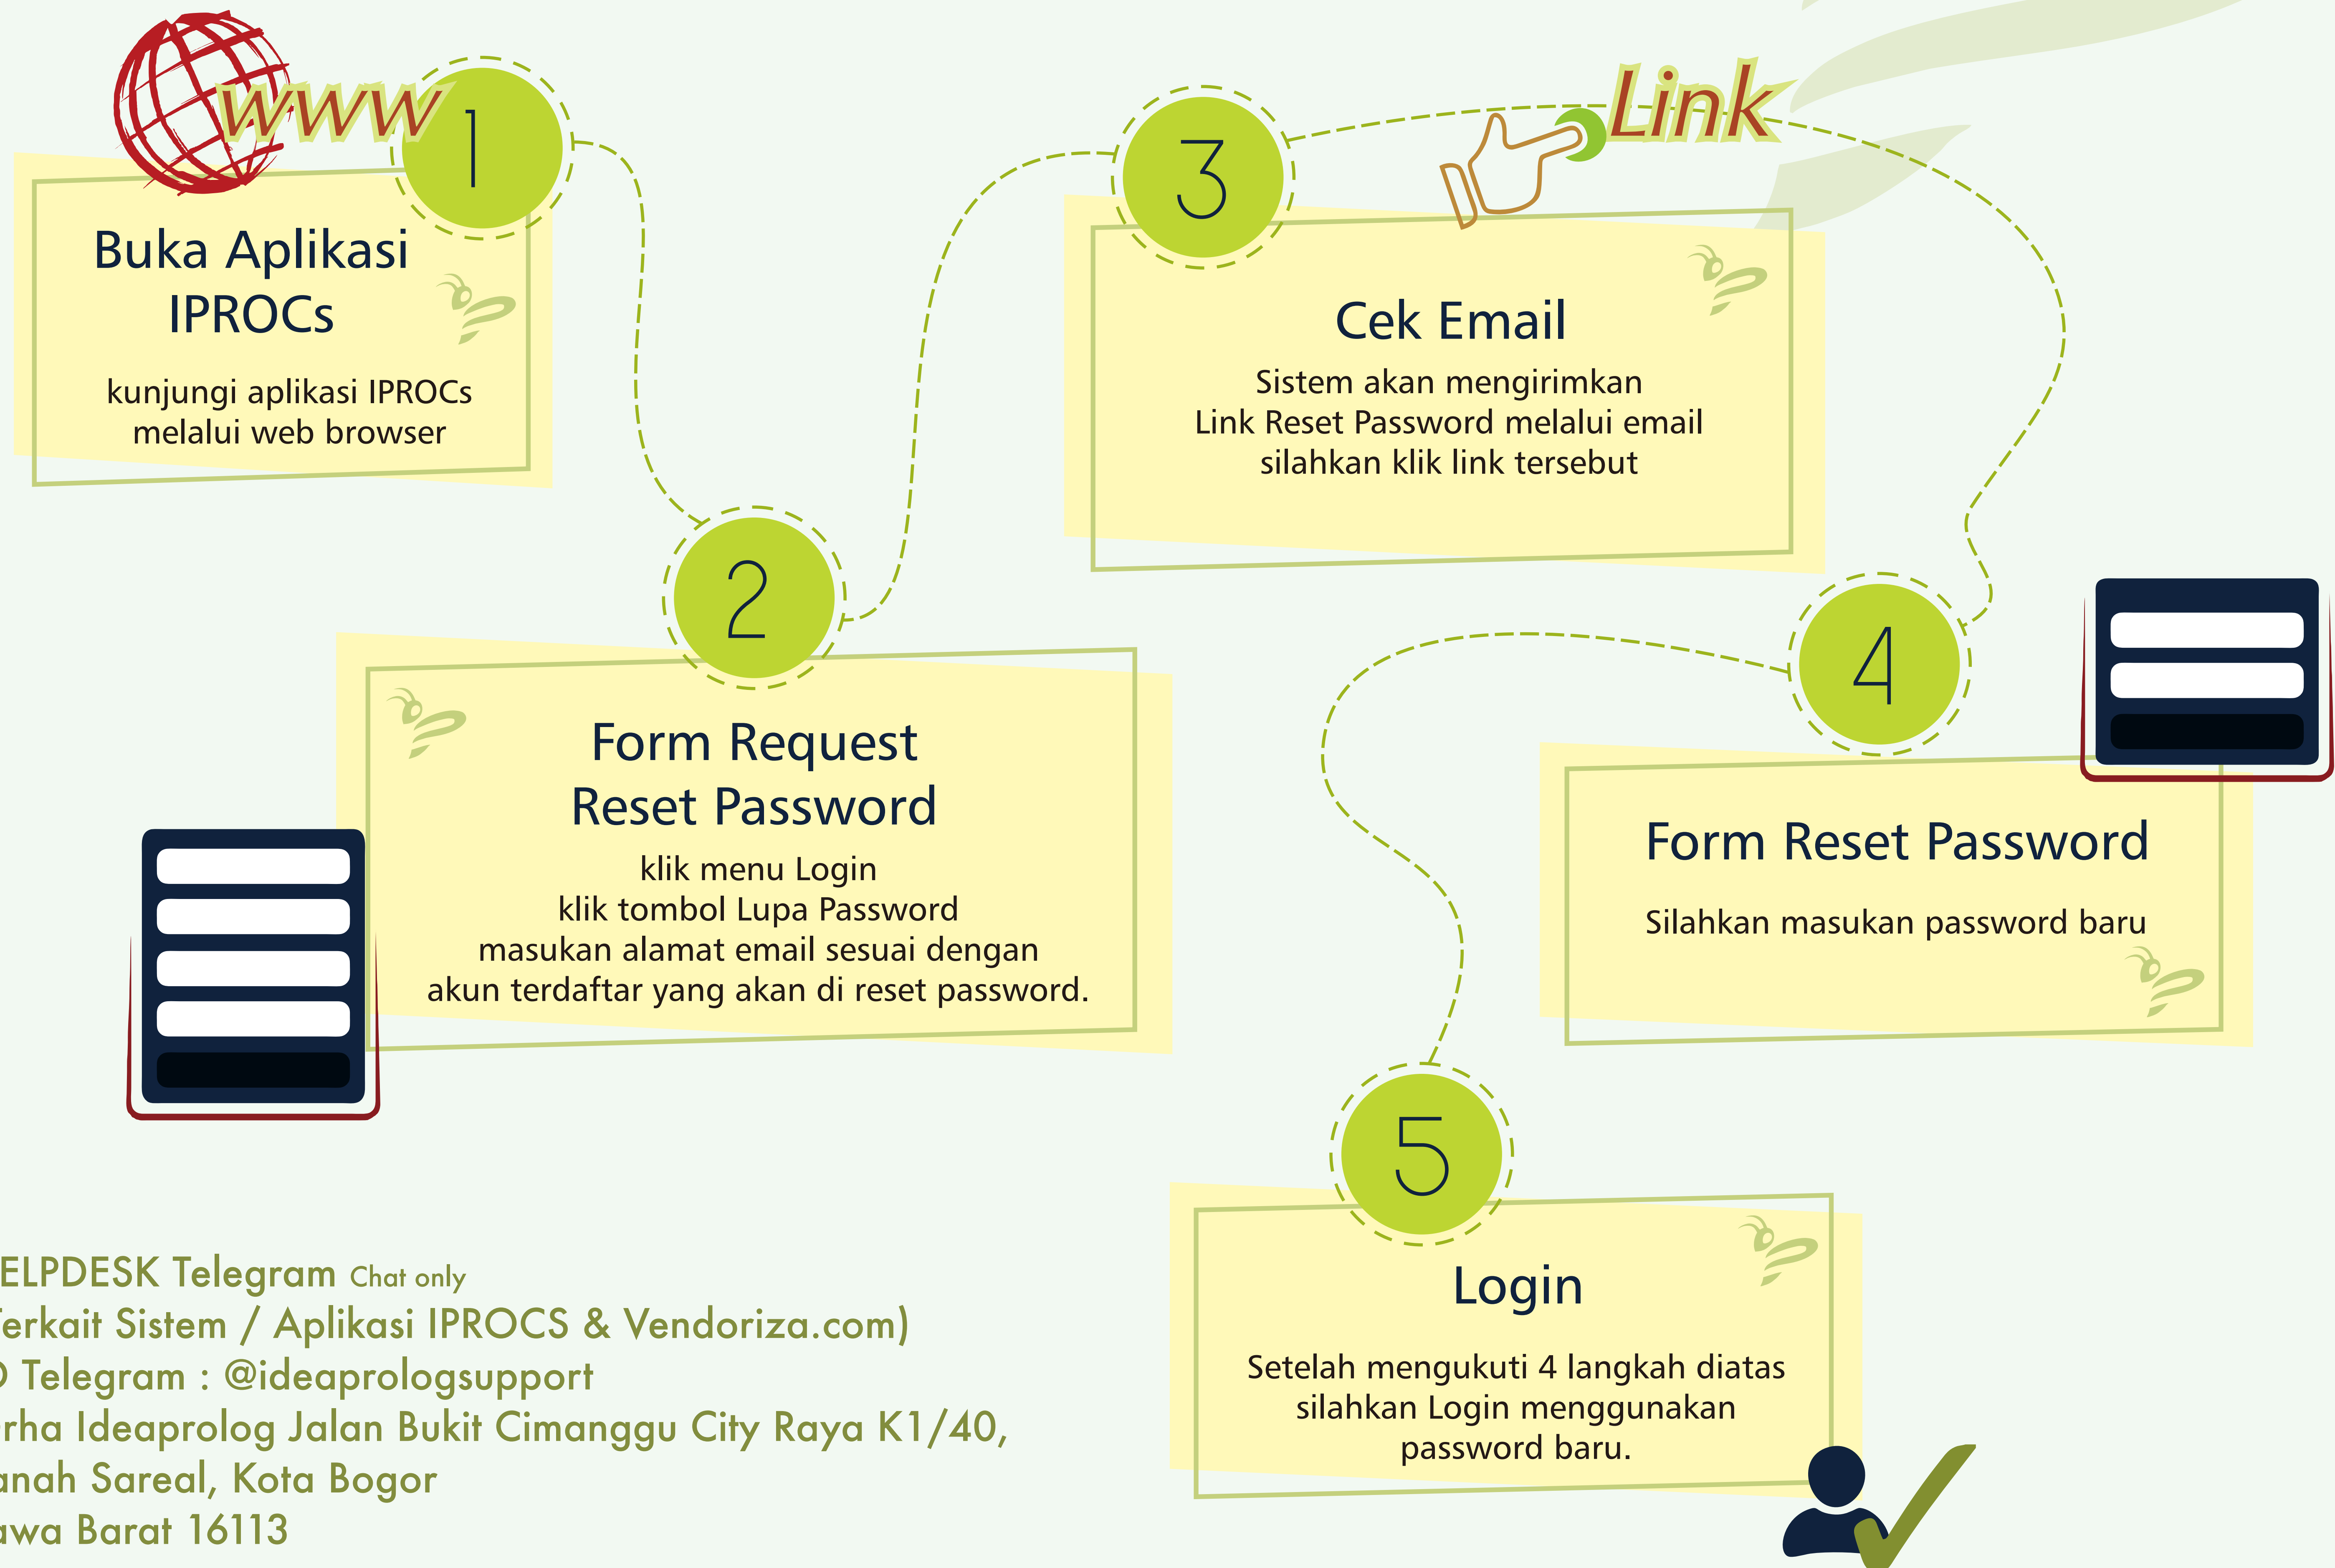 www
1
Buka Aplikasi
IPROCs
kunjungi aplikasi IPROCs
melalui web browser
2
Form Request
Reset Password
klik menu Login
klik tombol Lupa Password
masukan alamat email sesuai dengan
akun terdaftar yang akan di reset password.
3
Link
Cek Email
Sistem akan mengirimkan
Link Reset Password melalui email
silahkan klik link tersebut
4
Form Reset Password
Silahkan masukan password baru
5
Login
Setelah mengukuti 4 langkah diatas
silahkan Login menggunakan
password baru.
ELPDESK Telegram Chat only
erkait Sistem / Aplikasi IPROCS & Vendoriza.com)
Telegram : @ideaprologsupport
rha Ideaprolog Jalan Bukit Cimanggu City Raya K1/40,
anah Sareal, Kota Bogor
awa Barat 16113